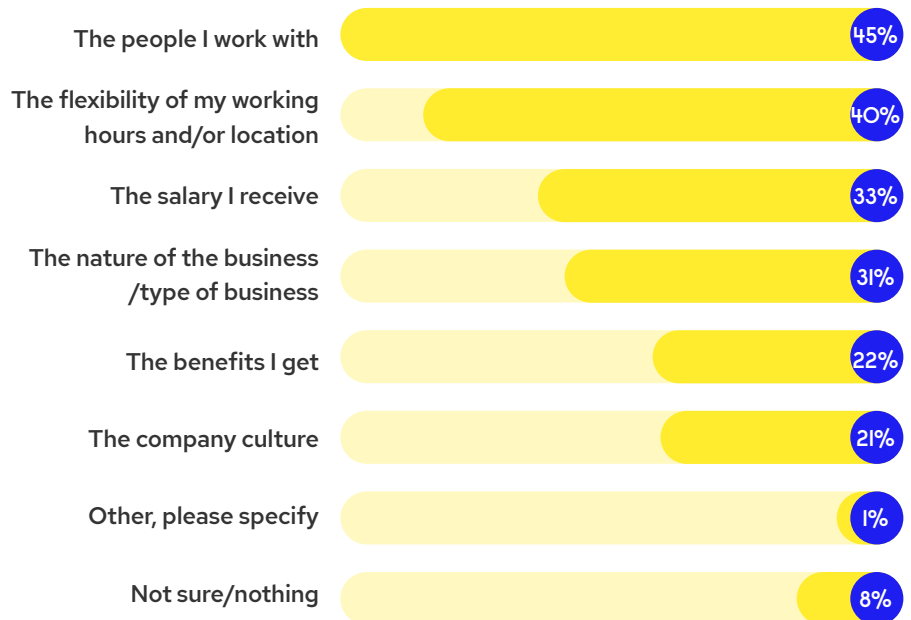 The people I work with
45%
The flexibility of my working
hours and/or location
40%
The salary I receive
33%
The nature of the business
/type of business
31%
The benefits I get
22%
The company culture
21%
Other, please specify
1%
Not sure/nothing
8%